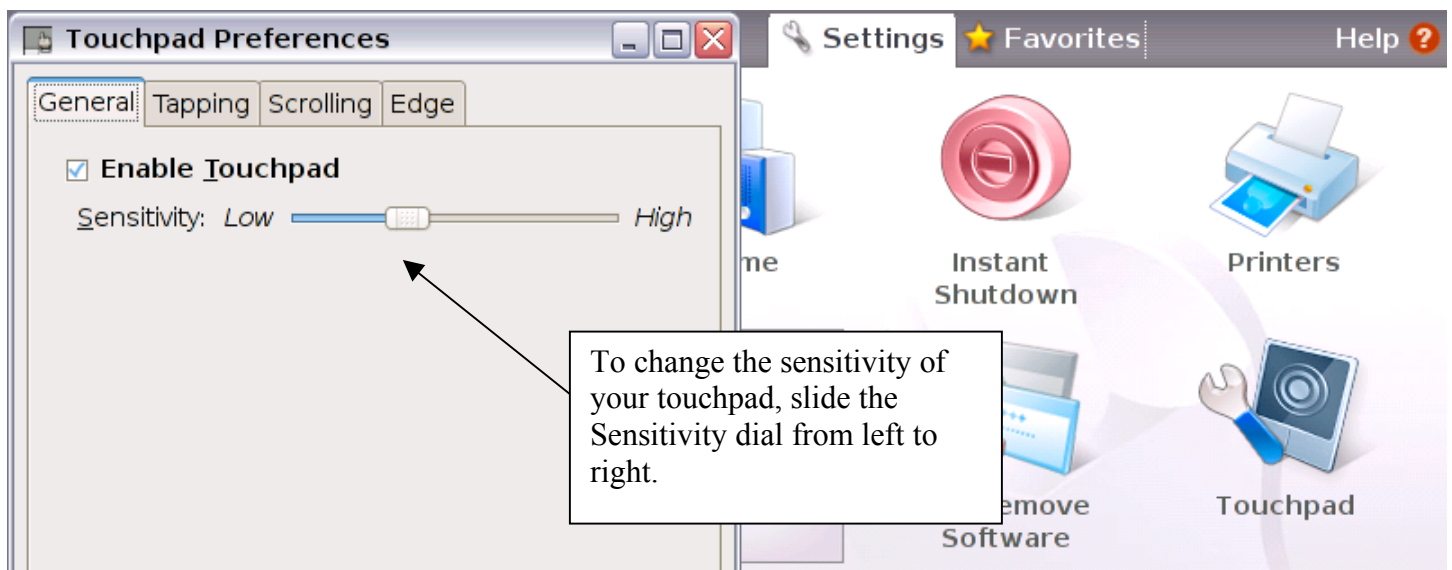 Touchpad Preferences
Settings
Favorites
Help ?
General
Tapping
Scrolling
Edge
Enable Touchpad
Sensitivity: Low High
me
Instant
Shutdown
Printers
To change the sensitivity of
your touchpad, slide the
Sensitivity dial from left to
right.
emove
Software
Touchpad